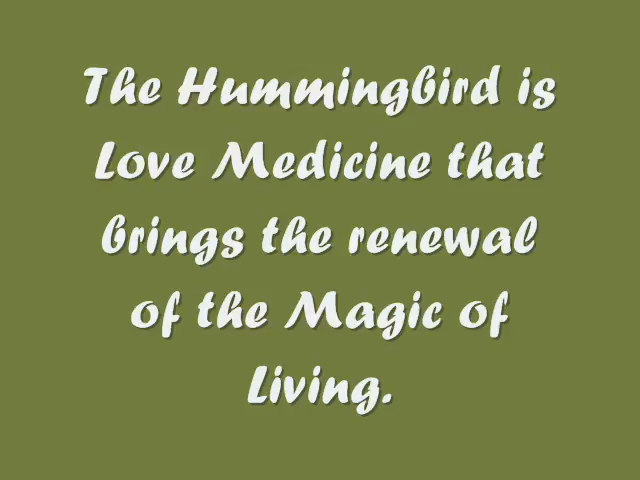 The Hummingbird is
Love Medicine that
brings the renewal
of the Magic of
Living.